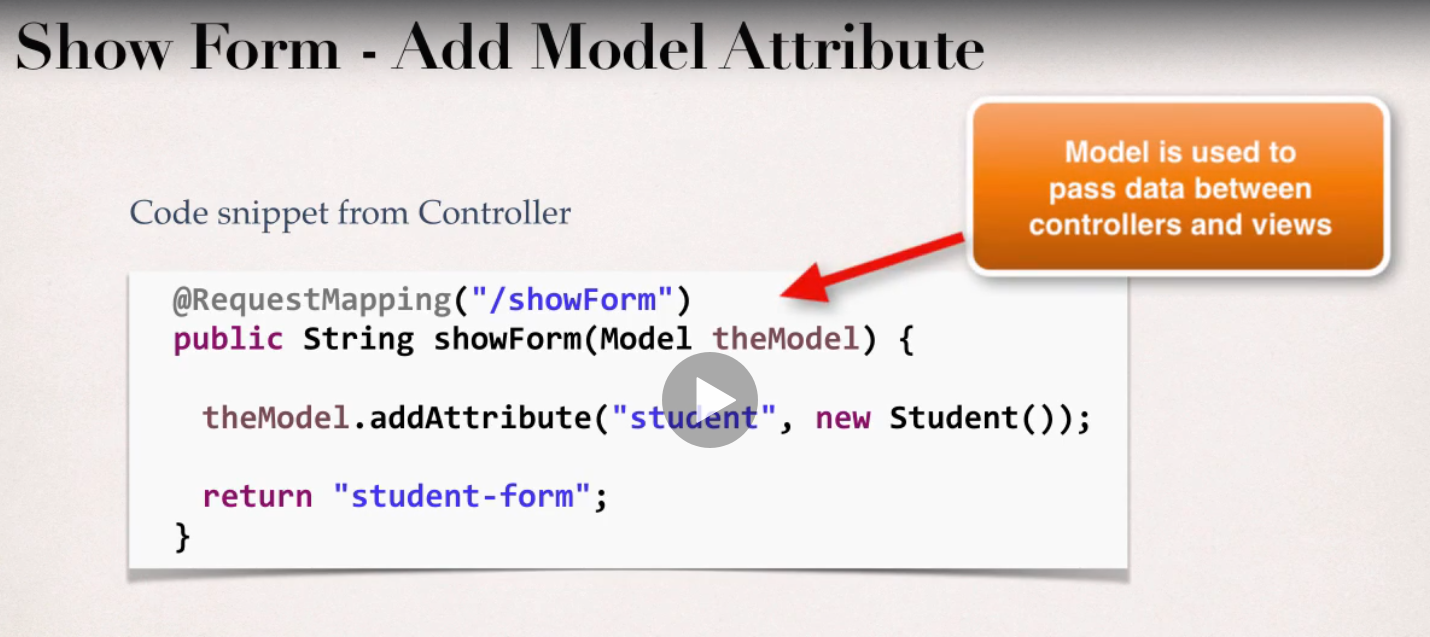 Show Form - Add Model Attribute
Model is used to
pass data between
controllers and views
Code snippet from Controller
@RequestMapping("/showForm")
public String showForm(Model theModel) {
theModel.addAttribute("student", new Student());
return "student-form";
}